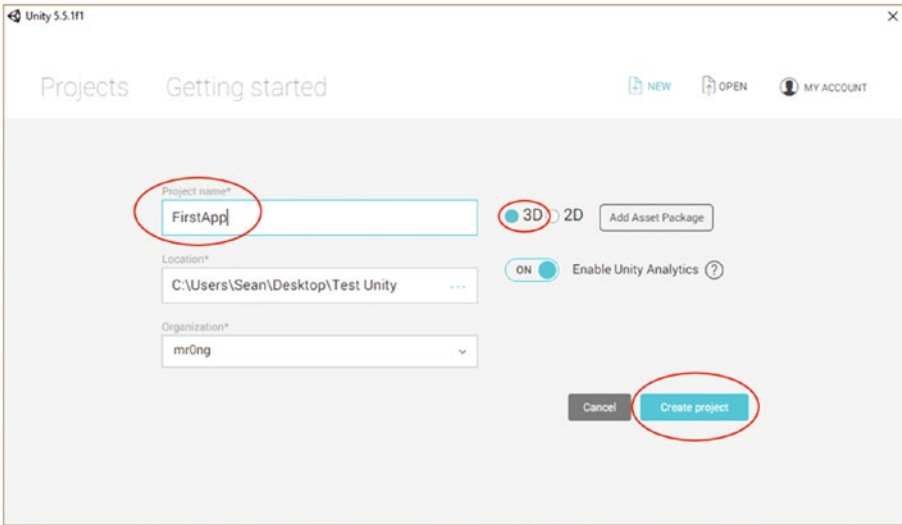 Unity 5.5.1f1
Projects Getting started NEW OPEN MY ACCOUNT
Project name*
FirstApp
3D 2D Add Asset Package
Location*
C:\Users\Sean\Desktop\Test Unity
ON Enable Unity Analytics ?
Organization*
mr0ng
Cancel Create project